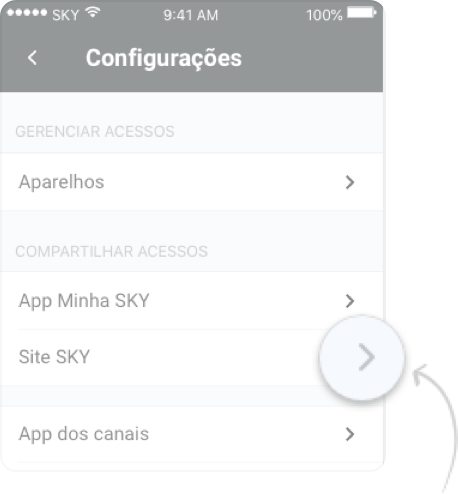 SKY 9:41 AM 100%
Configurações
GERENCIAR ACESSOS
Aparelhos
COMPARTILHAR ACESSOS
App Minha SKY
Site SKY
App dos canais